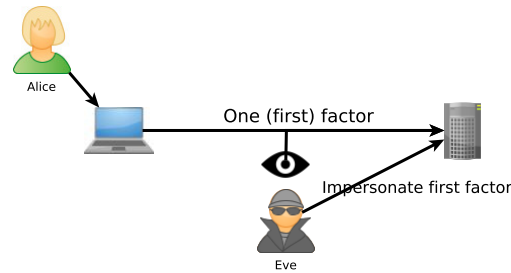 Alice
One (first) factor
Impersonate first factor
Eve